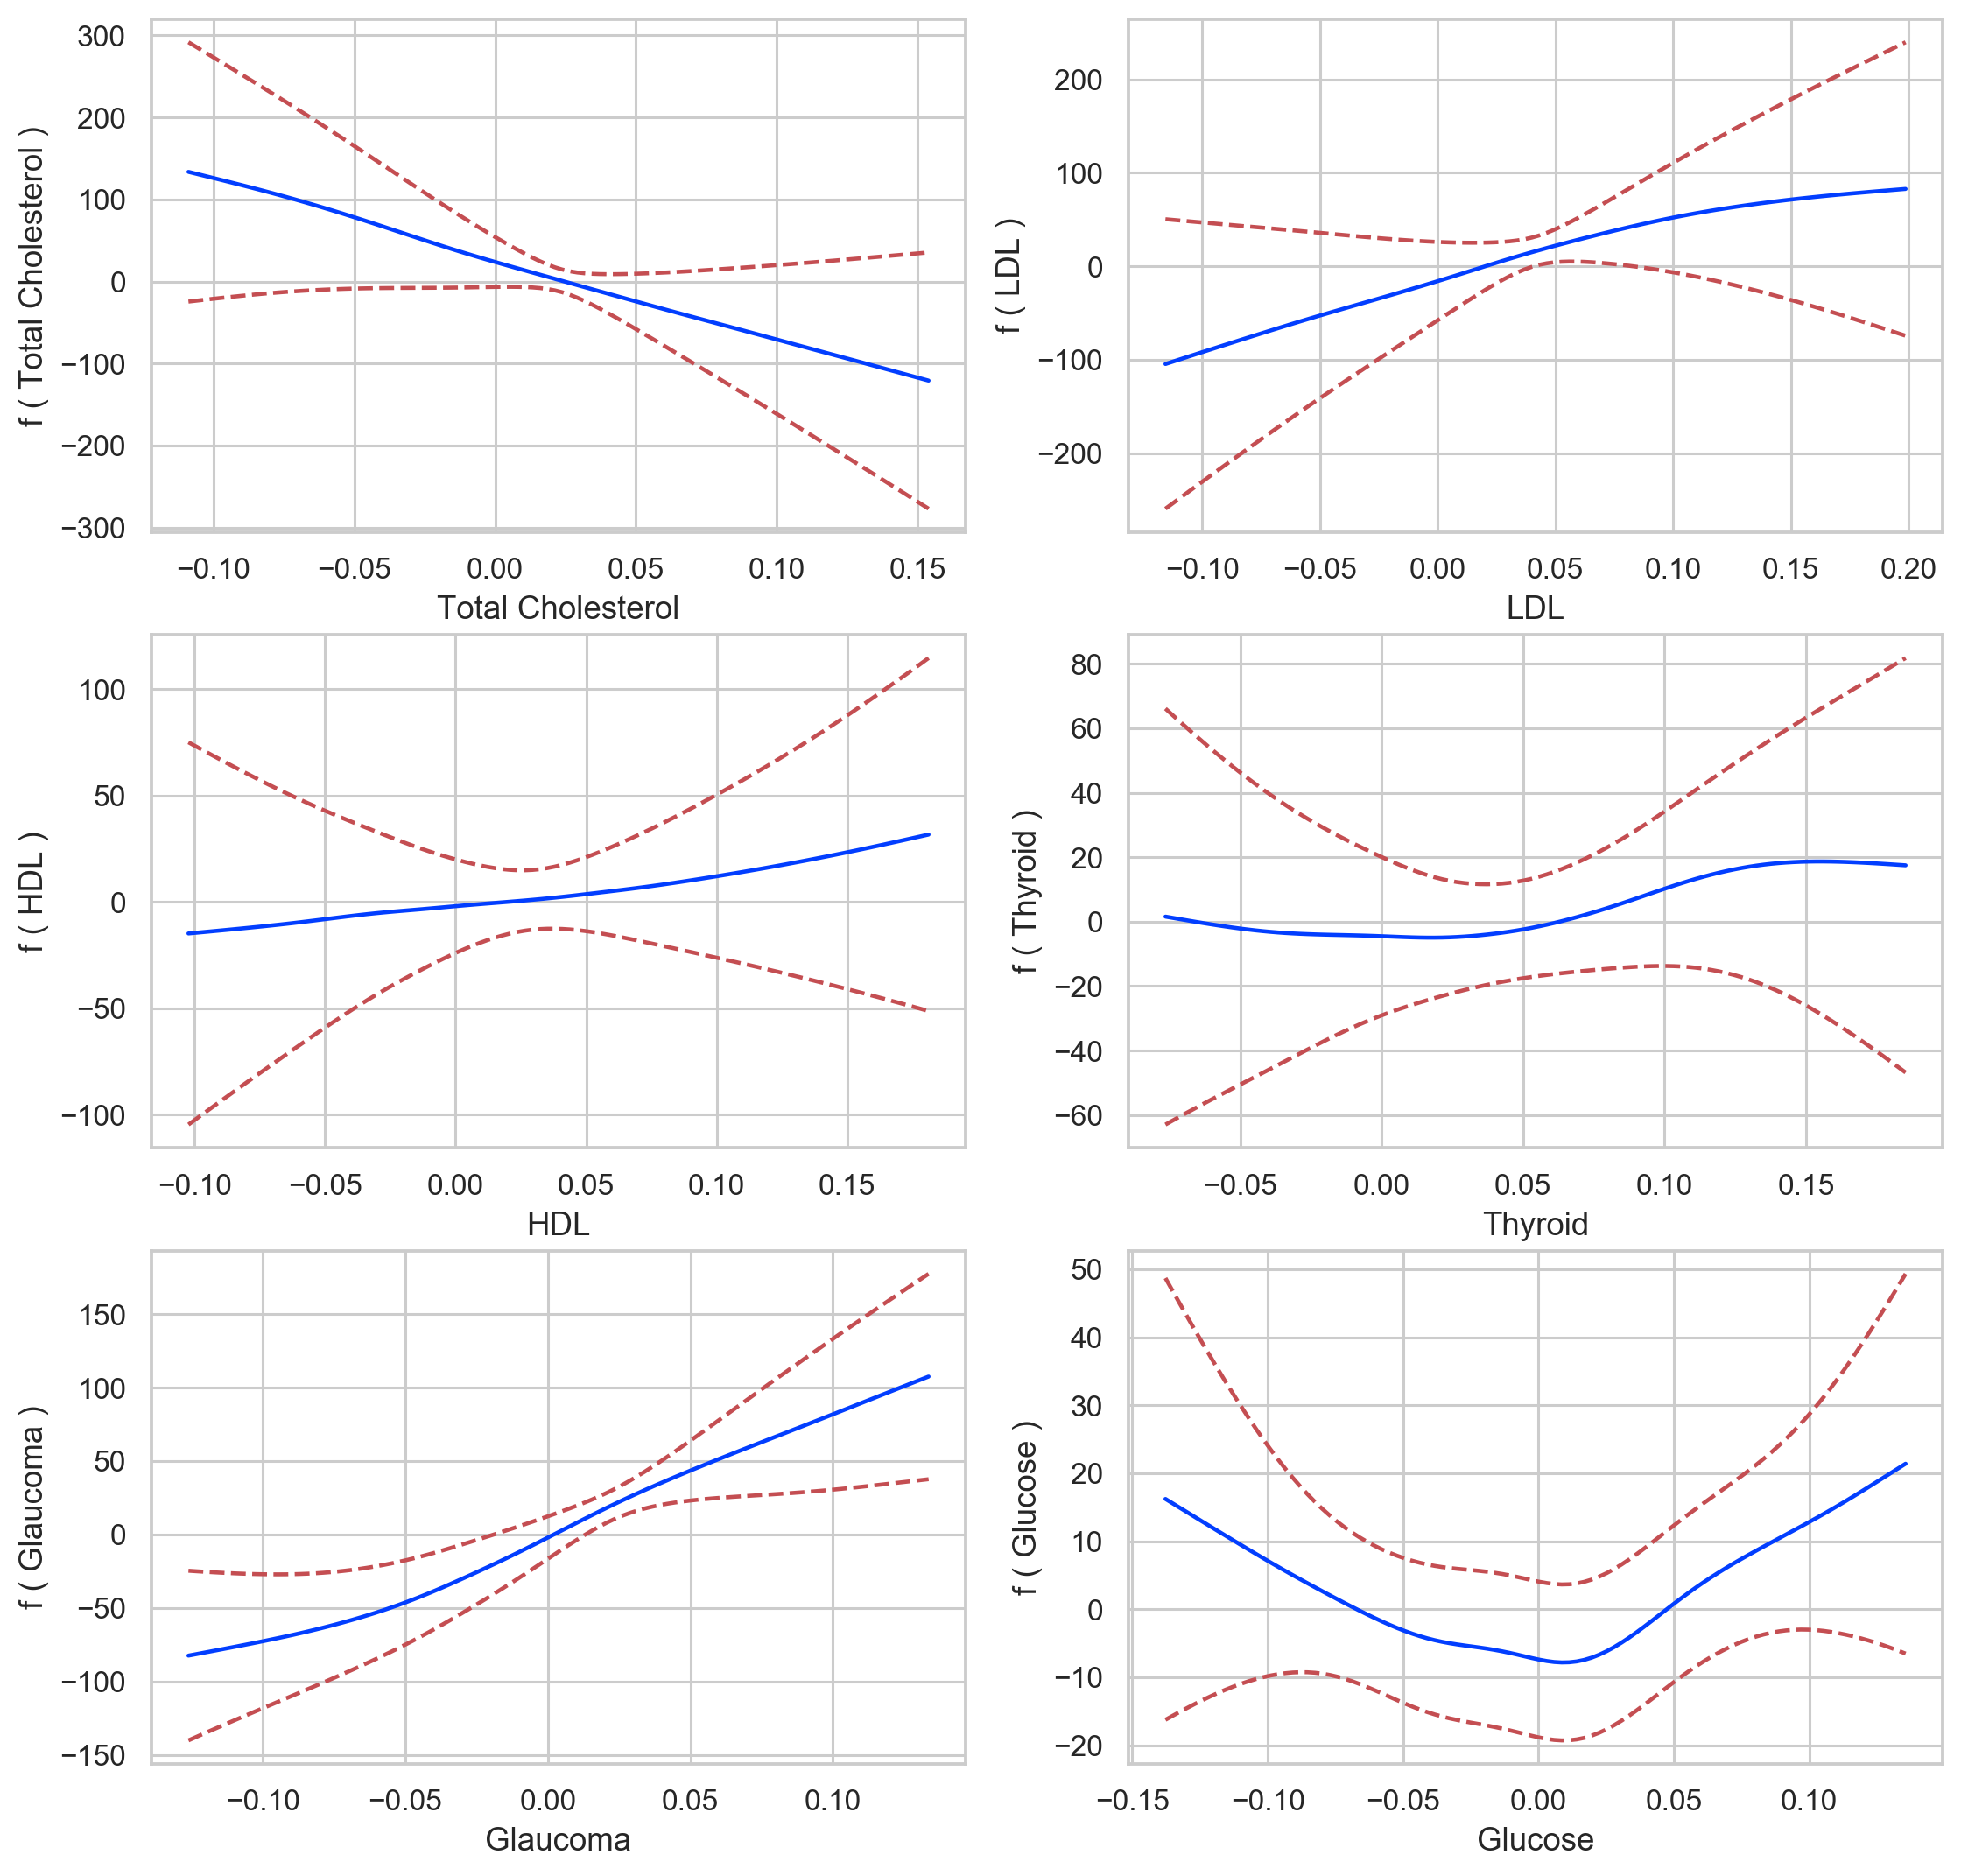 300
200
100
0
−100
−200
−300
f ( Total Cholesterol )
−0.10 −0.05 0.00 0.05 0.10 0.15
Total Cholesterol
200
100
0
−100
−200
f ( LDL )
−0.10 −0.05 0.00 0.05 0.10 0.15 0.20
LDL
100
50
0
−50
−100
f ( HDL )
−0.10 −0.05 0.00 0.05 0.10 0.15
HDL
80
60
40
20
0
−20
−40
−60
f ( Thyroid )
−0.05 0.00 0.05 0.10 0.15
Thyroid
150
100
50
0
−50
−100
−150
f ( Glaucoma )
−0.10 −0.05 0.00 0.05 0.10
Glaucoma
50
40
30
20
10
0
−10
−20
f ( Glucose )
−0.15 −0.10 −0.05 0.00 0.05 0.10
Glucose